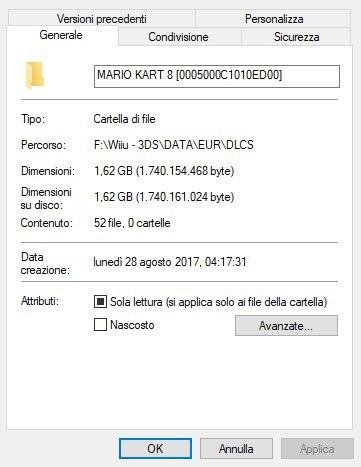 Versioni precedenti Personalizza
Generale Condivisione Sicurezza
MARIO KART 8 [0005000C1010ED00]
Tipo: Cartella di file
Percorso: F:\Wiiu - 3DS\DATA\EUR\DLCS
Dimensioni: 1,62 GB (1.740.154.468 byte)
Dimensioni
su disco: 1,62 GB (1.740.161.024 byte)
Contenuto: 52 file, 0 cartelle
Data
creazione: lunedì 28 agosto 2017, 04:17:31
Attributi: Sola lettura (si applica solo ai file della cartella)
Nascosto Avanzate...
OK Annulla Applica